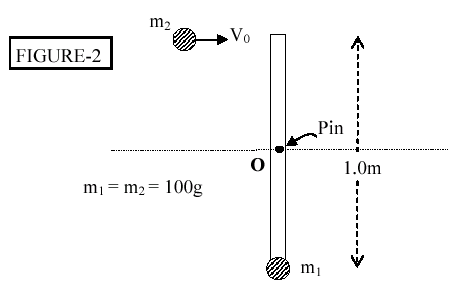 m₂
V₀
FIGURE-2
Pin
O
1.0m
m₁ = m₂ = 100g
m₁